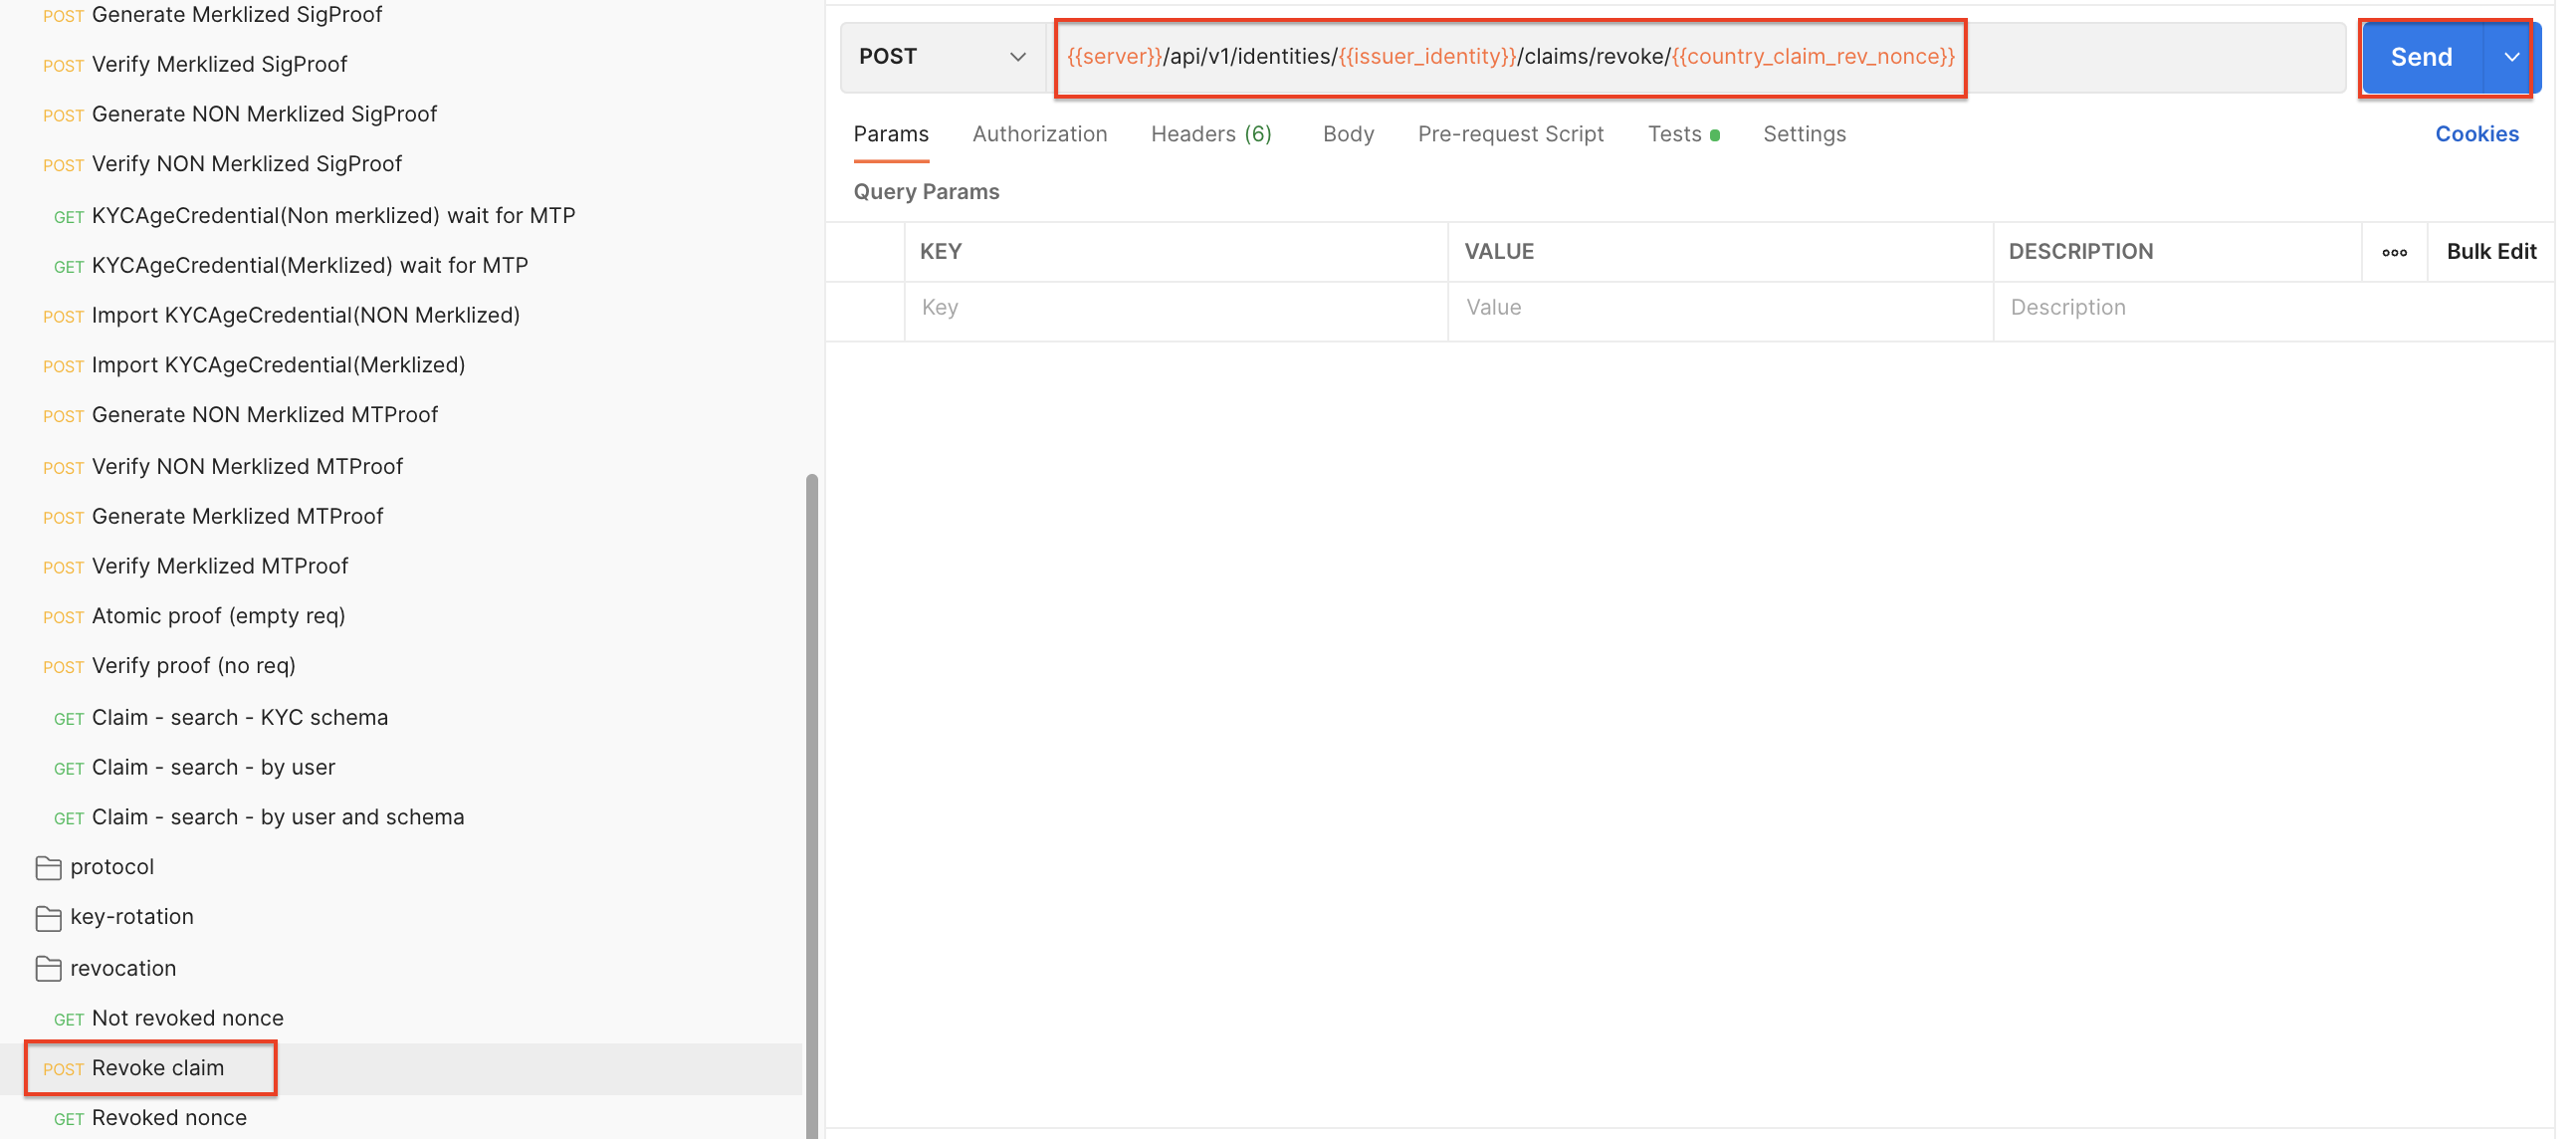 POST Generate Merklized SigProof
POST Verify Merklized SigProof
POST Generate NON Merklized SigProof
POST Verify NON Merklized SigProof
GET KYCAgeCredential(Non merklized) wait for MTP
GET KYCAgeCredential(Merklized) wait for MTP
POST Import KYCAgeCredential(NON Merklized)
POST Import KYCAgeCredential(Merklized)
POST Generate NON Merklized MTProof
POST Verify NON Merklized MTProof
POST Generate Merklized MTProof
POST Verify Merklized MTProof
POST Atomic proof (empty req)
POST Verify proof (no req)
GET Claim - search - KYC schema
GET Claim - search - by user
GET Claim - search - by user and schema
protocol
key-rotation
revocation
GET Not revoked nonce
POST Revoke claim
GET Revoked nonce
POST {{server}}/api/v1/identities/{{issuer_identity}}/claims/revoke/{{country_claim_rev_nonce}} Send
Params Authorization Headers (6) Body Pre-request Script Tests Settings Cookies
Query Params
KEY VALUE DESCRIPTION Bulk Edit
Key Value Description